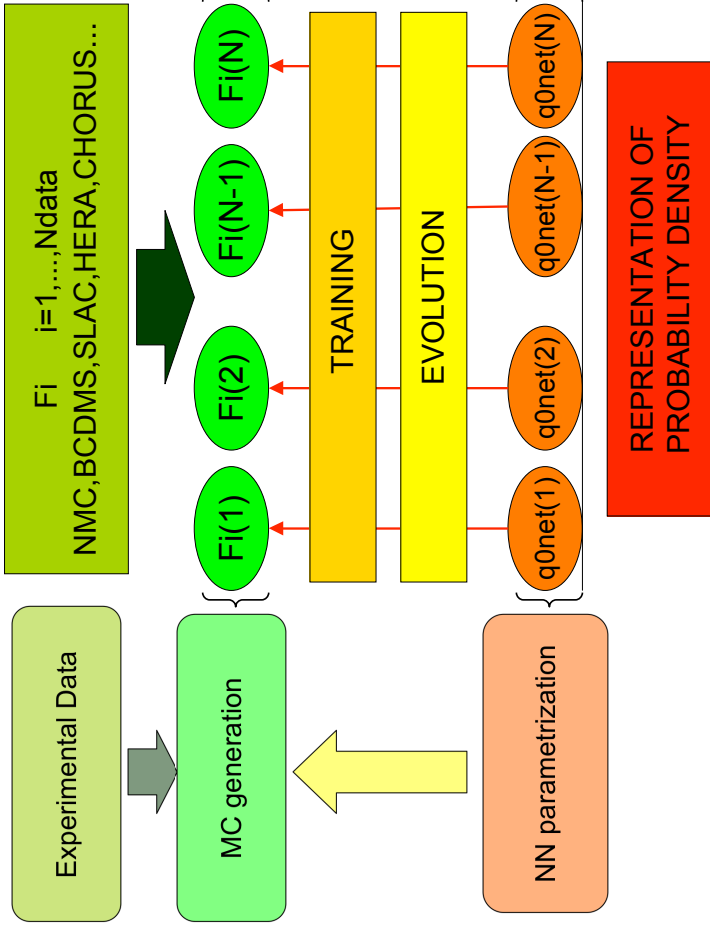 Experimental Data
MC generation
NN parametrization
Fi i=1,...,Ndata
NMC,BCDMS,SLAC,HERA,CHORUS...
Fi(1)
Fi(2)
Fi(N-1)
Fi(N)
TRAINING
EVOLUTION
q0net(1)
q0net(2)
q0net(N-1)
q0net(N)
REPRESENTATION OF
PROBABILITY DENSITY